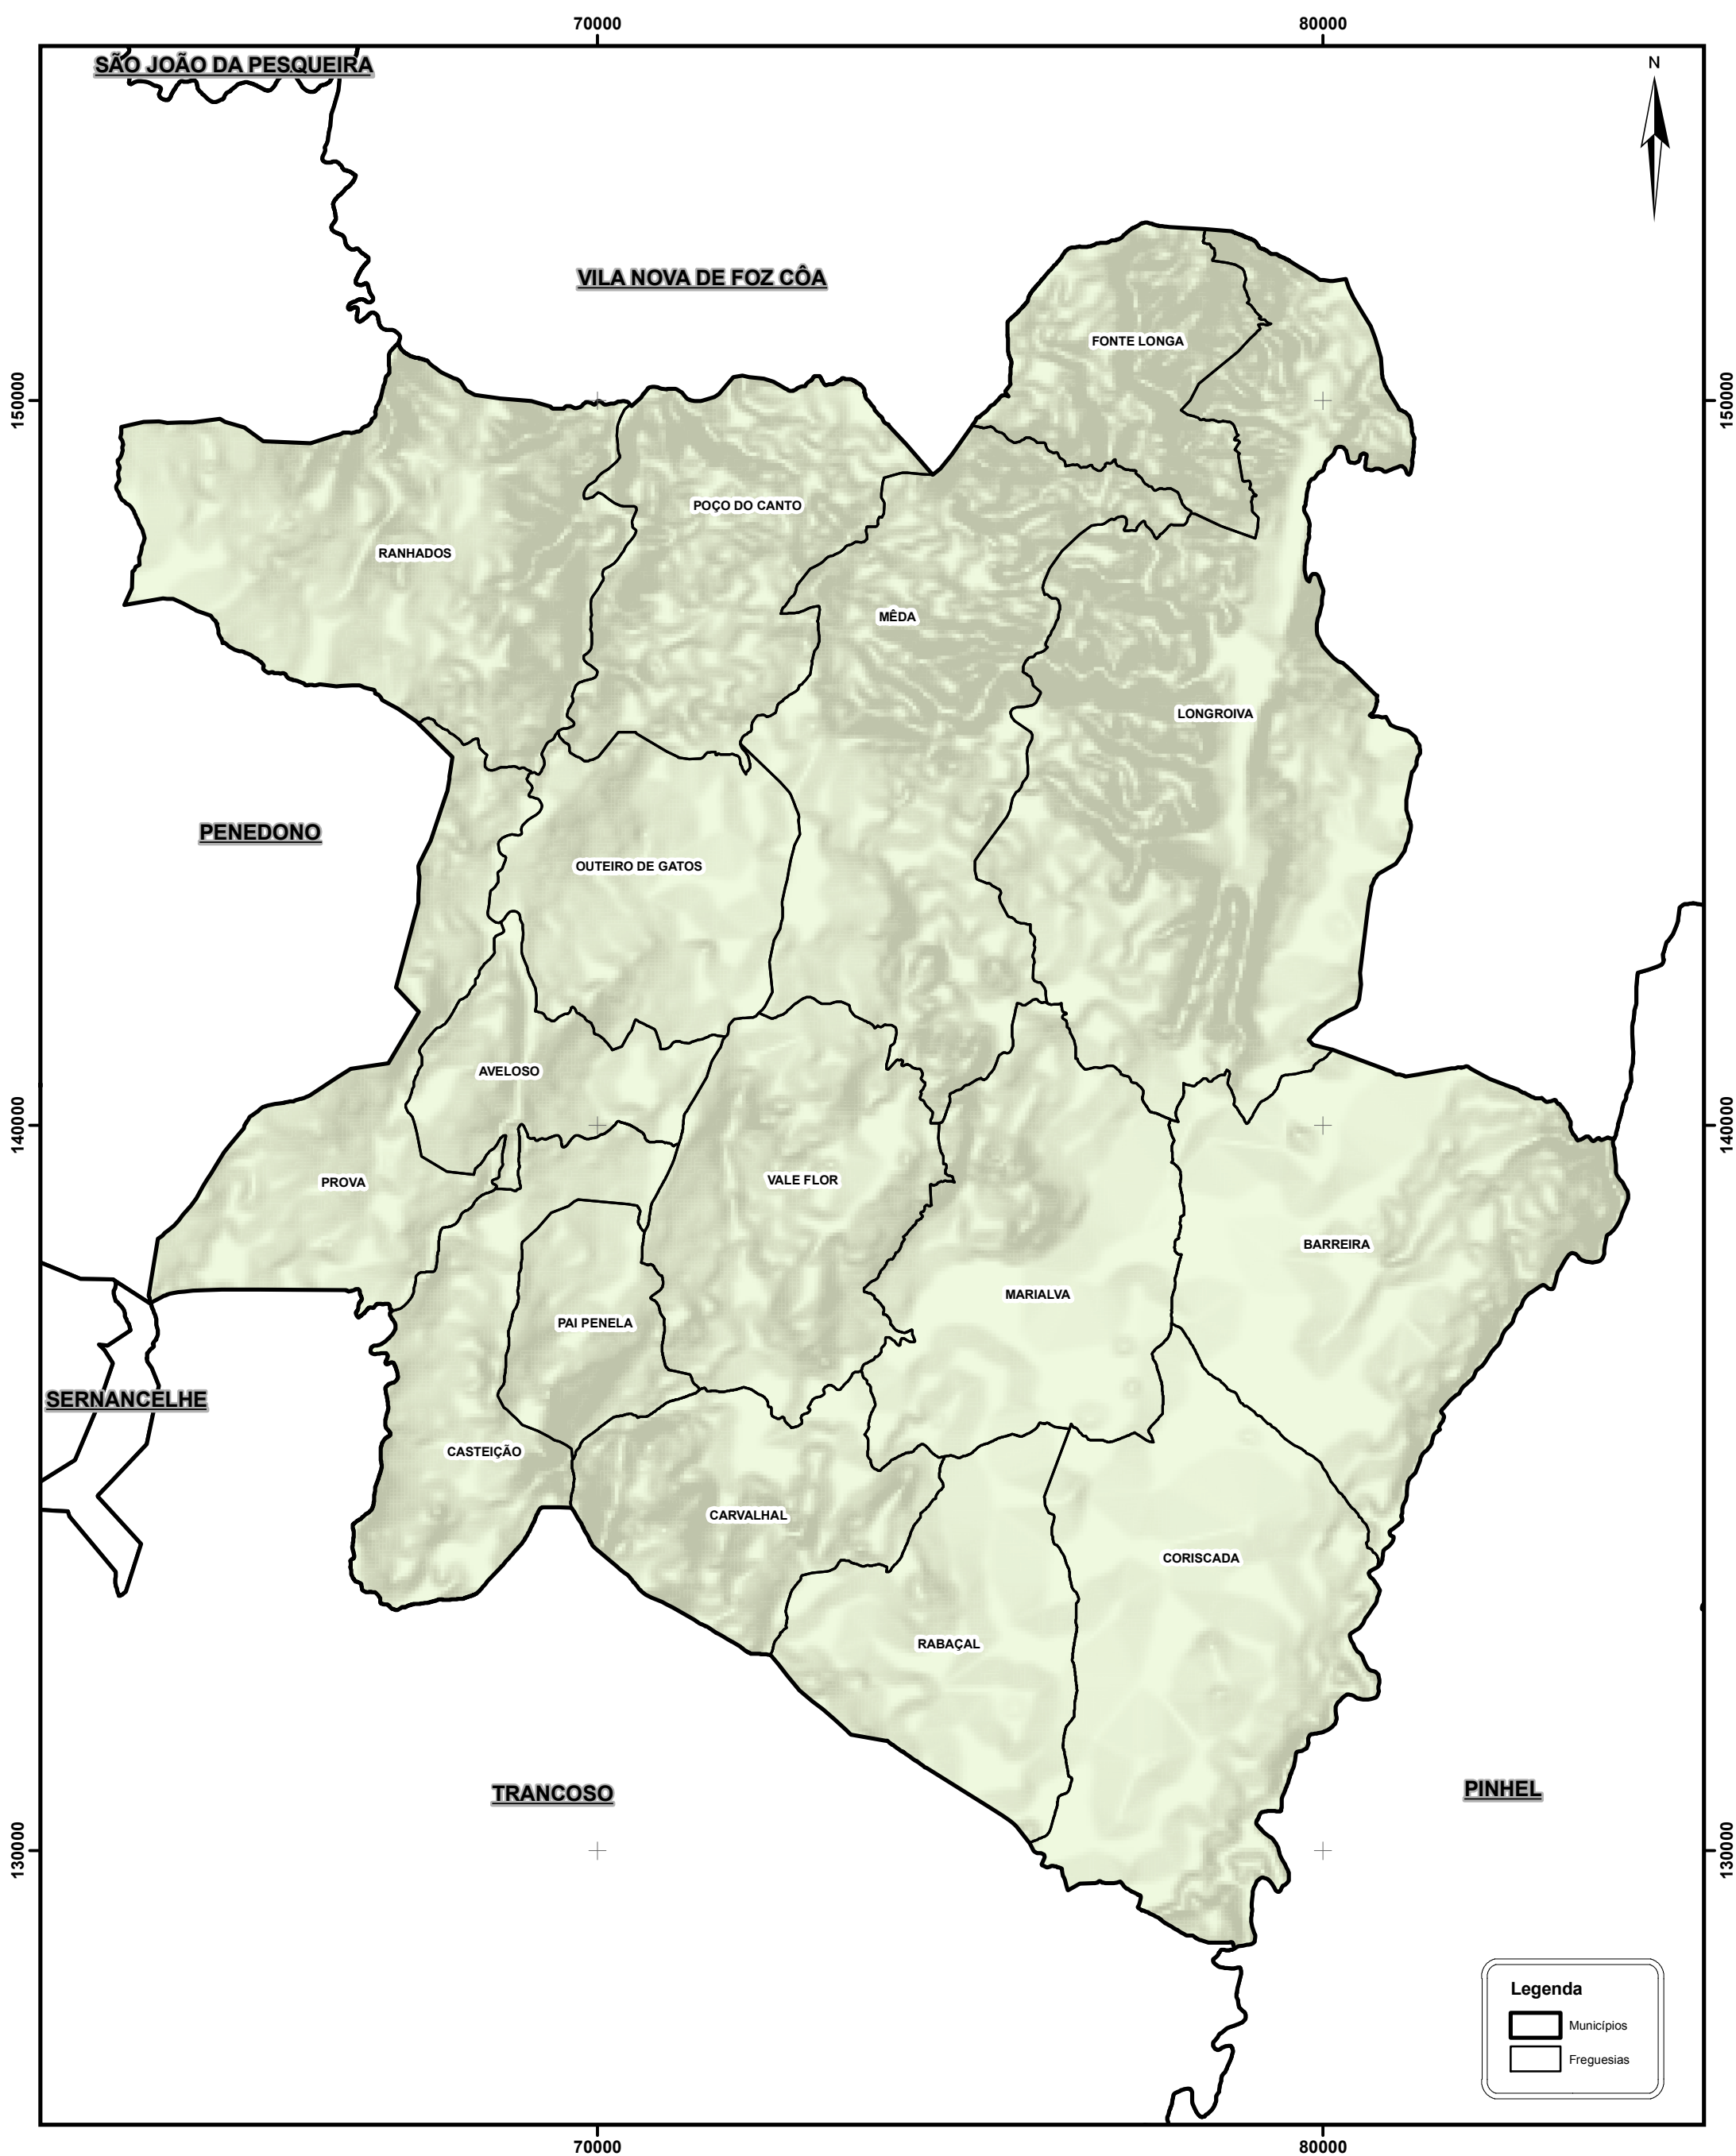 70000
80000
SÃO JOÃO DA PESQUEIRA
N
VILA NOVA DE FOZ CÔA
FONTE LONGA
150000
150000
POÇO DO CANTO
RANHADOS
MÊDA
LONGROIVA
PENEDONO
OUTEIRO DE GATOS
AVELOSO
140000
140000
PROVA
VALE FLOR
BARREIRA
MARIALVA
PAI PENELA
SERNANCELHE
CASTEIÇÃO
CARVALHAL
CORISCADA
RABAÇAL
TRANCOSO
PINHEL
130000
130000
Legenda
Municípios
Freguesias
70000
80000